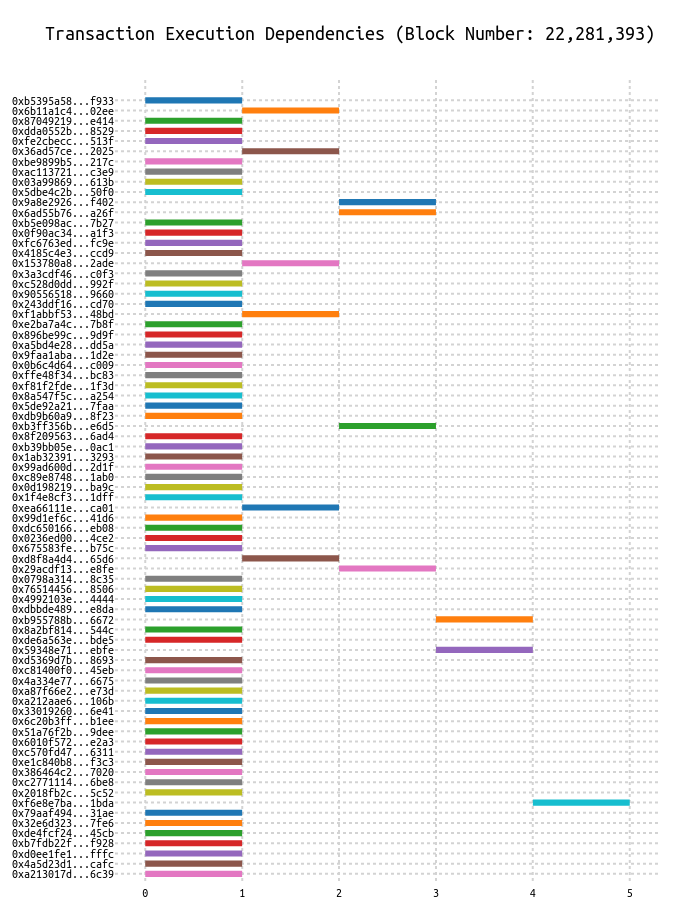 Transaction Execution Dependencies (Block Number: 22,281,393)
0xb5395a58...f933
0x6b11a1c4...02ee
0x87049219...e414
0xdda0552b...8529
0xfe2cbecc...513f
0x36ad57ce...2025
0xbe9899b5...217c
0xac113721...c3e9
0x03a99869...613b
0x5dbe4c2b...50f0
0x9a8e2926...f402
0x6ad55b76...a26f
0xb5e098ac...7b27
0x0f90ac34...a1f3
0xfc6763ed...fc9e
0x4185c4e3...ccd9
0x153780a8...2ade
0x3a3cdf46...c0f3
0xc528d0dd...992f
0x90556518...9660
0x243ddf16...cd70
0xf1abbf53...48bd
0xe2ba7a4c...7b8f
0x896be99c...9d9f
0xa5bd4e28...dd5a
0x9faa1aba...1d2e
0x0b6c4d64...c009
0xffe48f34...bc83
0xf81f2fde...1f3d
0x8a547f5c...a254
0x5de92a21...7faa
0xdb9b60a9...8f23
0xb3ff356b...e6d5
0x8f209563...6ad4
0xb39bb05e...0ac1
0x1ab32391...3293
0x99ad600d...2d1f
0xc89e8748...1ab0
0x0d198219...ba9c
0x1f4e8cf3...1dff
0xea66111e...ca01
0x99d1ef6c...41d6
0xdc650166...eb08
0x0236ed00...4ce2
0x675583fe...b75c
0xd8f8a4d4...65d6
0x29acdf13...e8fe
0x0798a314...8c35
0x76514456...8506
0x4992103e...4444
0xdbbde489...e8da
0xb955788b...6672
0x8a2bf814...544c
0xde6a563e...bde5
0x59348e71...ebfe
0xd5369d7b...8693
0xc81400f0...45eb
0x4a334e77...6675
0xa87f66e2...e73d
0xa212aae6...106b
0x33019260...6e41
0x6c20b3ff...b1ee
0x51a76f2b...9dee
0x6010f572...e2a3
0xc570fd47...6311
0xe1c840b8...f3c3
0x386464c2...7020
0xc2771114...6be8
0x2018fb2c...5c52
0xf6e8e7ba...1bda
0x79aaf494...31ae
0x32e6d323...7fe6
0xde4fcf24...45cb
0xb7fdb22f...f928
0xd0ee1fe1...fffc
0x4a5d23d1...cafc
0xa213017d...6c39
0 1 2 3 4 5